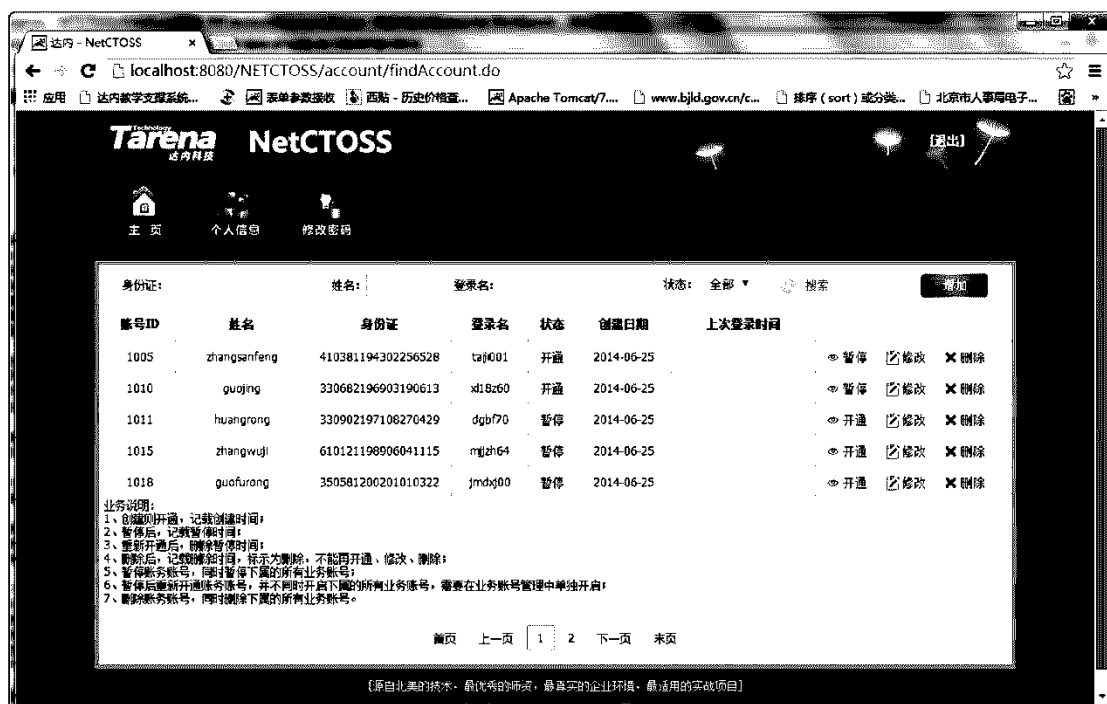 达内 - NetCTOSS
localhost:8080/NETCTOSS/account/findAccount.do
应用 达内教学支撑系统... 表单参数接收 西贴 - 历史价格查... Apache Tomcat/7.... www.bjld.gov.cn/c... 排序 ( sort ) 或分类... 北京市人事局电子... »
Technology
Tarena
达内科技
NetCTOSS
[退出]
主 页 个人信息 修改密码
身份证： 姓名： 登录名： 状态： 全部 搜索 增加
账号ID 姓名 身份证 登录名 状态 创建日期 上次登录时间
1005 zhangsanfeng 410381194302256528 taiji001 开通 2014-06-25 暂停 修改 删除
1010 guojing 330682196903190613 xl18z60 开通 2014-06-25 暂停 修改 删除
1011 huangrong 330902197108270429 dgbf70 暂停 2014-06-25 开通 修改 删除
1015 zhangwuji 610121198906041115 mjjzh64 暂停 2014-06-25 开通 修改 删除
1018 guofurong 350581200201010322 jmdxj00 暂停 2014-06-25 开通 修改 删除
业务说明：
1、创建则开通，记载创建时间；
2、暂停后，记载暂停时间；
3、重新开通后，删除暂停时间；
4、删除后，记载删除时间，标示为删除，不能再开通、修改、删除；
5、暂停账务账号，同时暂停下属的所有业务账号；
6、暂停后重新开通账务账号，并不同时开启下属的所有业务账号，需要在业务账号管理中单独开启；
7、删除账务账号，同时删除下属的所有业务账号。
首页 上一页 1 2 下一页 末页
[源自北美的技术，最优秀的师资，最真实的企业环境，最适用的实战项目]